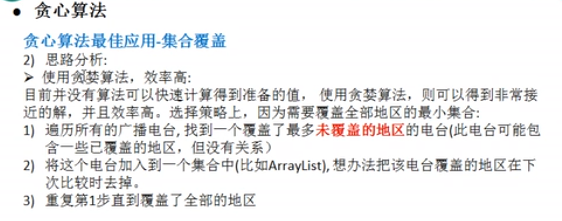 贪心算法
贪心算法最佳应用-集合覆盖
2) 思路分析:
➢ 使用贪婪算法，效率高:
目前并没有算法可以快速计算得到准备的值， 使用贪婪算法，则可以得到非常接
近的解，并且效率高。选择策略上，因为需要覆盖全部地区的最小集合:
1) 遍历所有的广播电台, 找到一个覆盖了最多未覆盖的地区的电台(此电台可能包
含一些已覆盖的地区，但没有关系）
2) 将这个电台加入到一个集合中(比如ArrayList), 想办法把该电台覆盖的地区在下
次比较时去掉。
3) 重复第1步直到覆盖了全部的地区